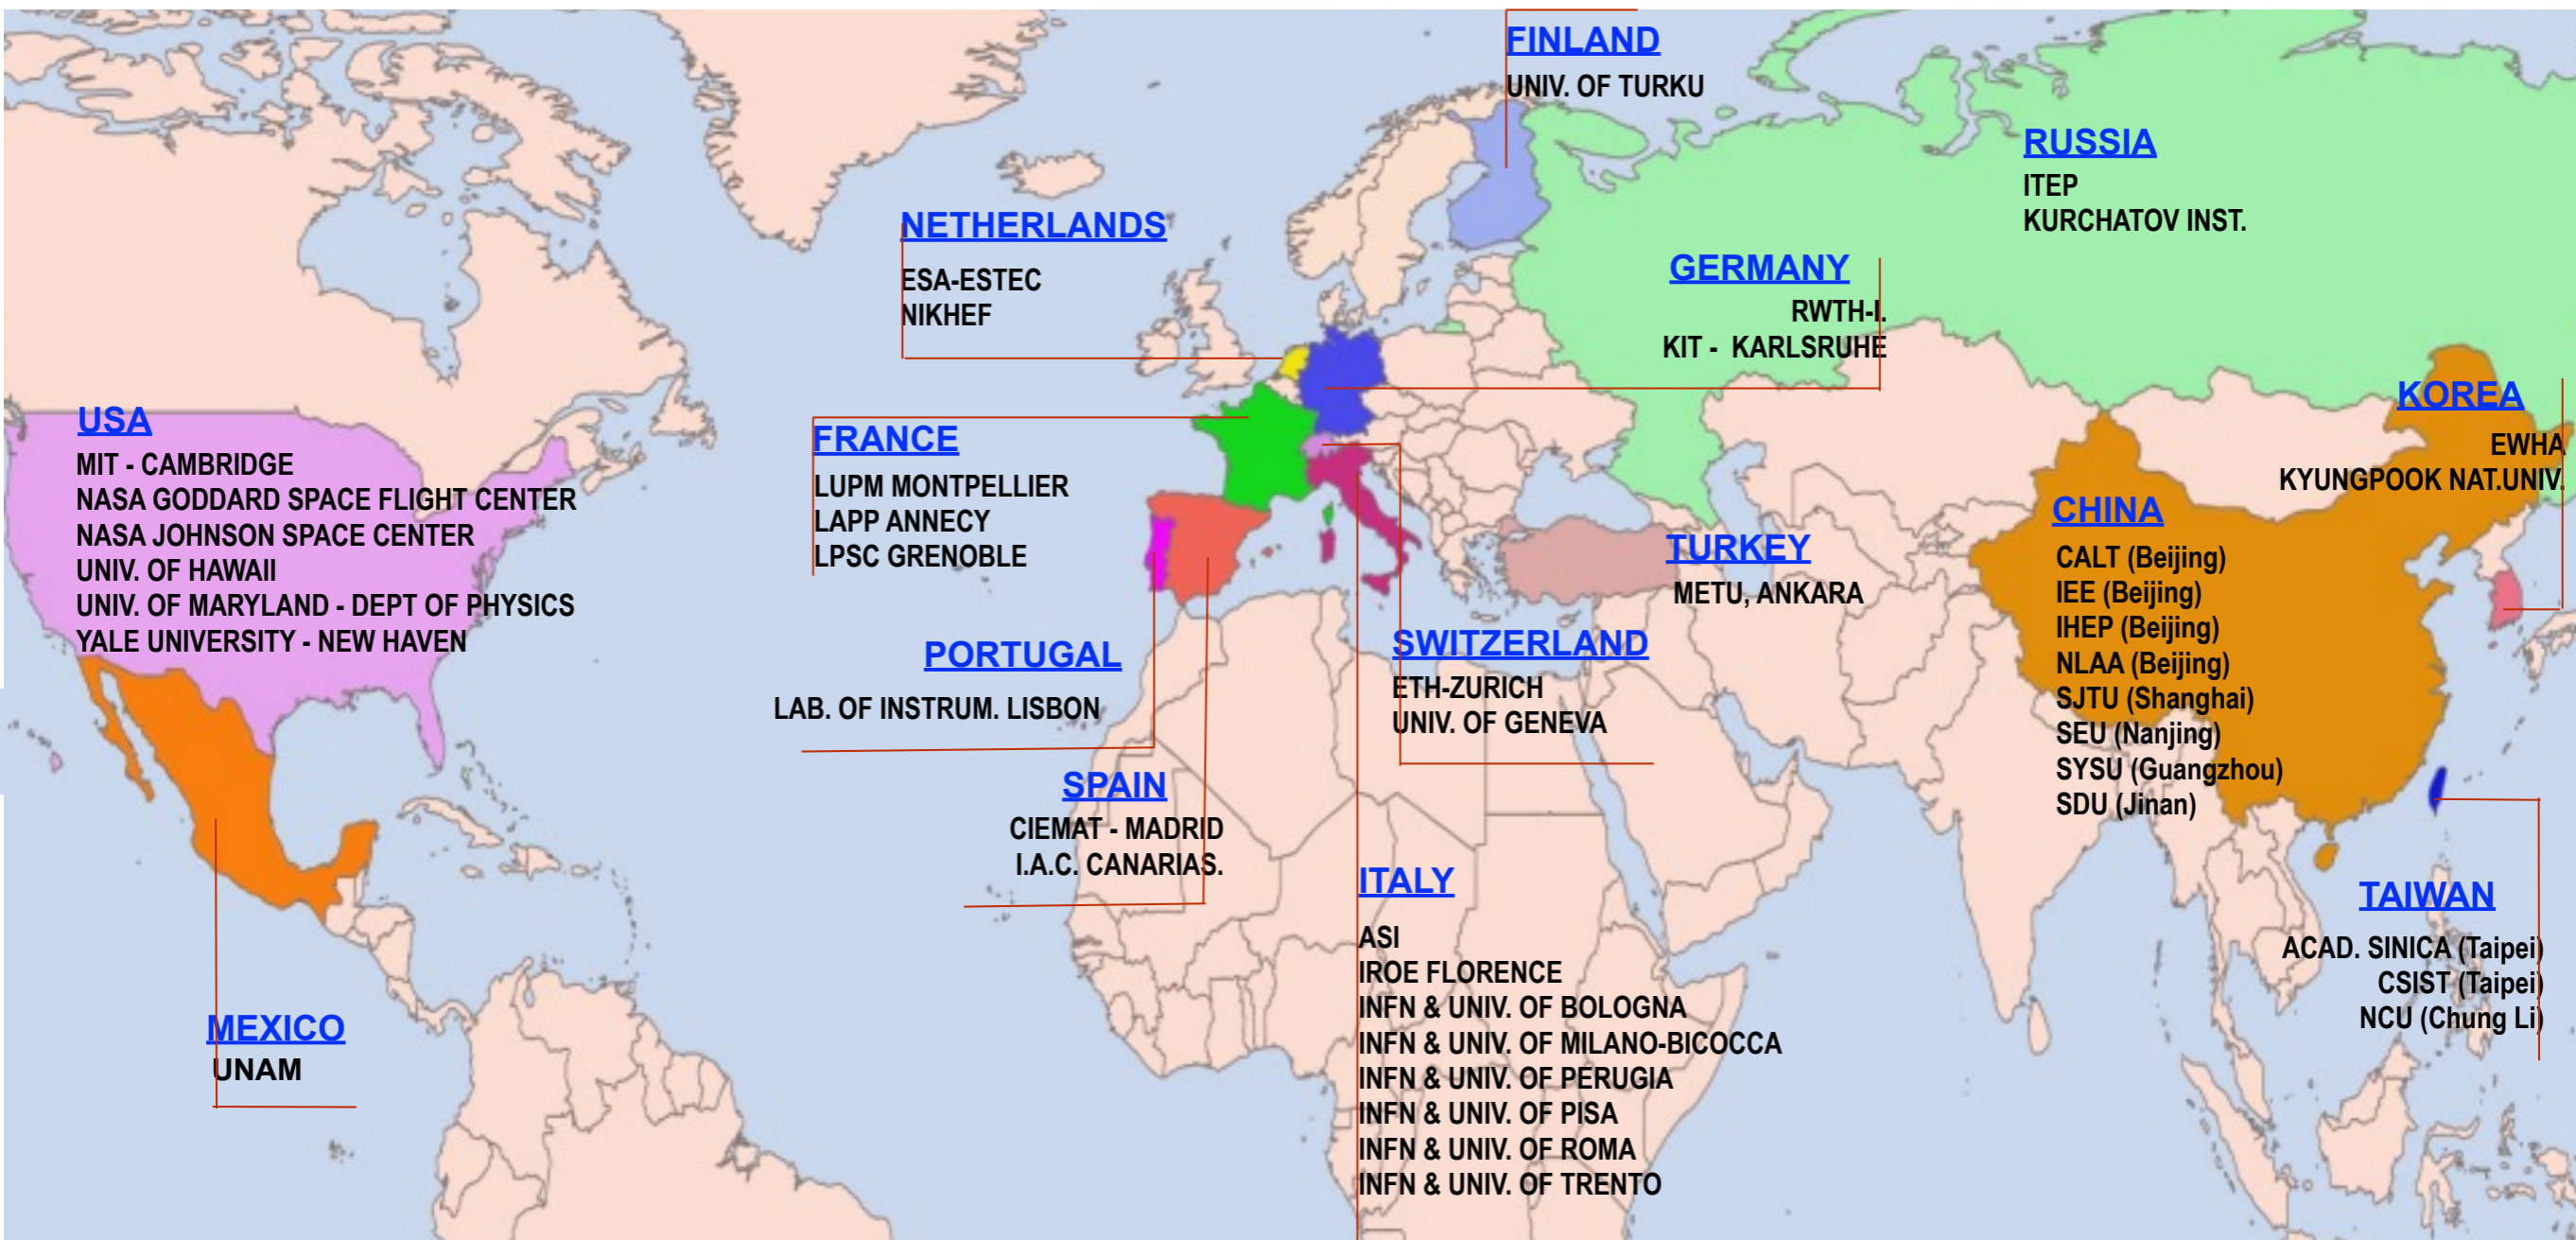 FINLAND
UNIV. OF TURKU
RUSSIA
ITEP
KURCHATOV INST.
NETHERLANDS
ESA-ESTEC
NIKHEF
GERMANY
RWTH-I.
KIT - KARLSRUHE
USA
MIT - CAMBRIDGE
NASA GODDARD SPACE FLIGHT CENTER
NASA JOHNSON SPACE CENTER
UNIV. OF HAWAII
UNIV. OF MARYLAND - DEPT OF PHYSICS
YALE UNIVERSITY - NEW HAVEN
FRANCE
LUPM MONTPELLIER
LAPP ANNECY
LPSC GRENOBLE
KOREA
EWHA
KYUNGPOOK NAT.UNIV.
CHINA
CALT (Beijing)
IEE (Beijing)
IHEP (Beijing)
NLAA (Beijing)
SJTU (Shanghai)
SEU (Nanjing)
SYSU (Guangzhou)
SDU (Jinan)
TURKEY
METU, ANKARA
PORTUGAL
LAB. OF INSTRUM. LISBON
SWITZERLAND
ETH-ZURICH
UNIV. OF GENEVA
SPAIN
CIEMAT - MADRID
I.A.C. CANARIAS.
ITALY
ASI
IROE FLORENCE
INFN & UNIV. OF BOLOGNA
INFN & UNIV. OF MILANO-BICOCCA
INFN & UNIV. OF PERUGIA
INFN & UNIV. OF PISA
INFN & UNIV. OF ROMA
INFN & UNIV. OF TRENTO
TAIWAN
ACAD. SINICA (Taipei)
CSIST (Taipei)
NCU (Chung Li)
MEXICO
UNAM